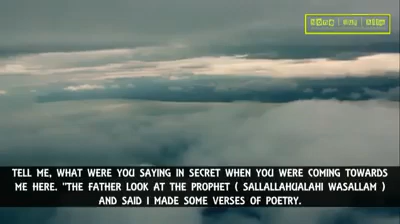 TELL ME, WHAT WERE YOU SAYING IN SECRET WHEN YOU WERE COMING TOWARDS
ME HERE. "THE FATHER LOOK AT THE PROPHET ( SALLALLAHUALAHI WASALLAM )
AND SAID I MADE SOME VERSES OF POETRY.